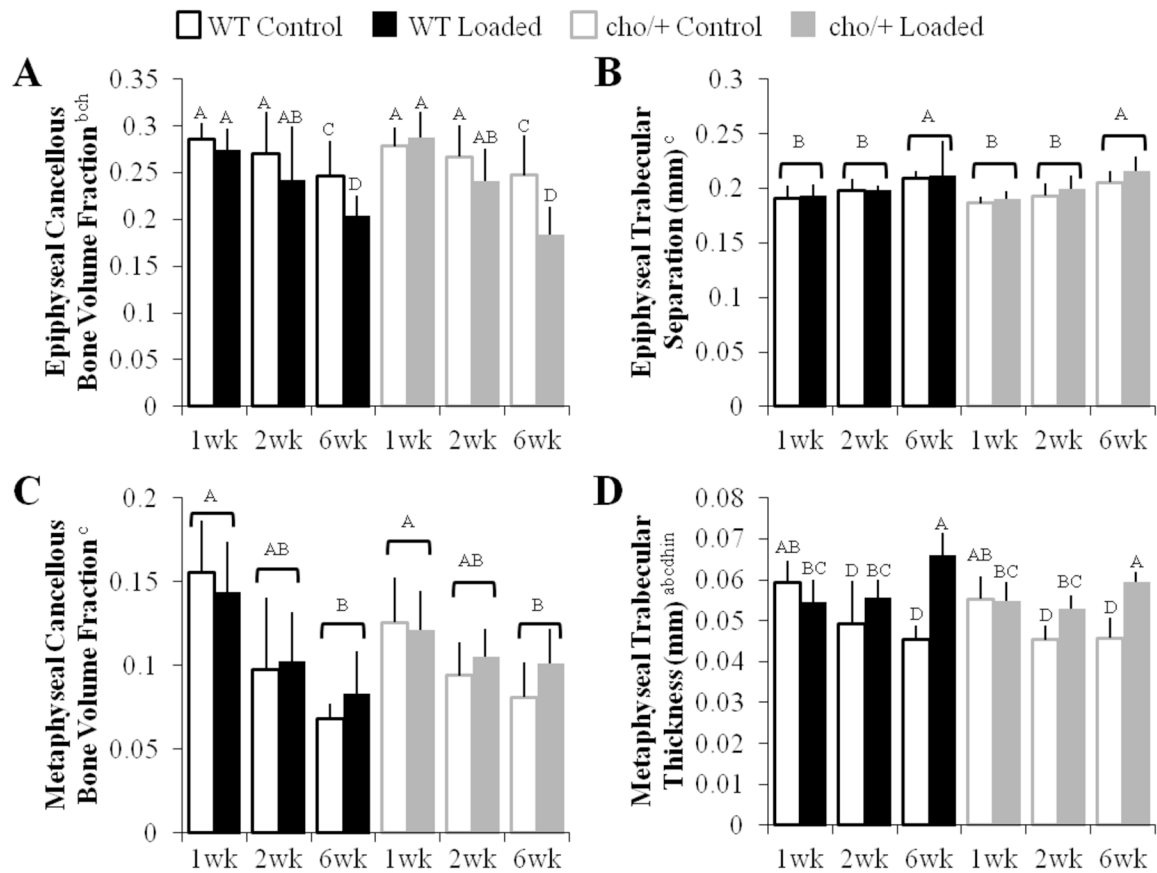 WT Control WT Loaded cho/+ Control cho/+ Loaded
A
Epiphyseal Cancellous
Bone Volume Fraction bch
0.35
0.3
0.25
0.2
0.15
0.1
0.05
0
A A A AB C D A A A AB C D
1wk 2wk 6wk 1wk 2wk 6wk
B
Epiphyseal Trabecular
Separation (mm) c
0.3
0.25
0.2
0.15
0.1
0.05
0
B B A B B A
1wk 2wk 6wk 1wk 2wk 6wk
C
Metaphyseal Cancellous
Bone Volume Fraction c
0.2
0.15
0.1
0.05
0
A AB B A AB B
1wk 2wk 6wk 1wk 2wk 6wk
D
Metaphyseal Trabecular
Thickness (mm) abcdhin
0.08
0.07
0.06
0.05
0.04
0.03
0.02
0.01
0
AB BC D BC D A AB BC D BC D A
1wk 2wk 6wk 1wk 2wk 6wk